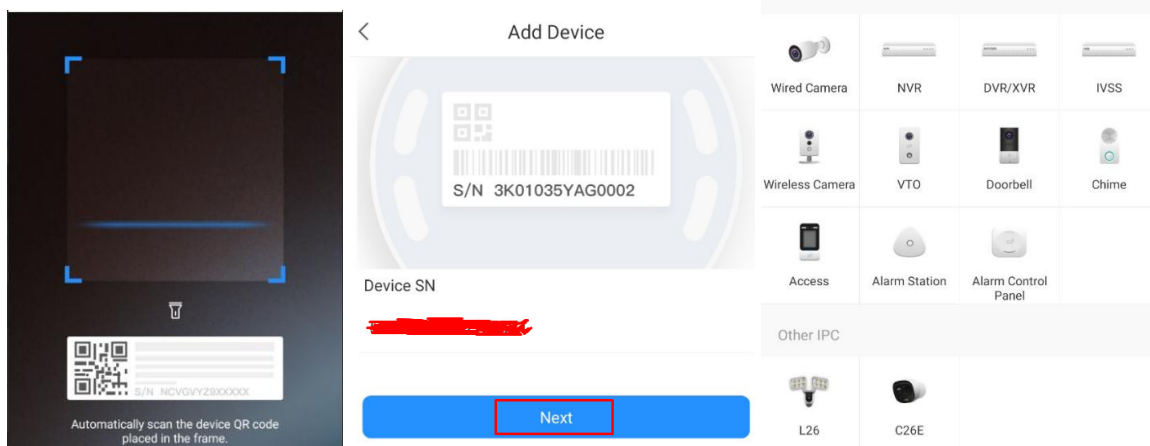 S/N NCVGVYZ9XXXXX
Automatically scan the device QR code
placed in the frame.
Add Device
S/N 3K01035YAG0002
Device SN
Next
Wired Camera
NVR
DVR/XVR
IVSS
Wireless Camera
VTO
Doorbell
Chime
Access
Alarm Station
Alarm Control
Panel
Other IPC
L26
C26E